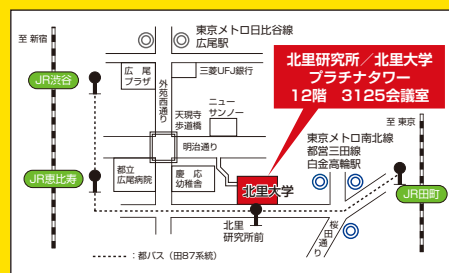 東京メトロ日比谷線
広尾駅
至 新宿
北里研究所／北里大学
プラチナタワー
12階 3125会議室
JR渋谷
広尾
プラザ
三菱UFJ銀行
外苑西通り
天現寺
歩道橋
ニュー
サンノー
至 東京
東京メトロ南北線
都営三田線
白金高輪駅
明治通り
JR恵比寿
都立
広尾病院
慶応
幼稚舎
北里大学
JR田町
北里
研究所前
桜田通り
：都バス（田87系統）